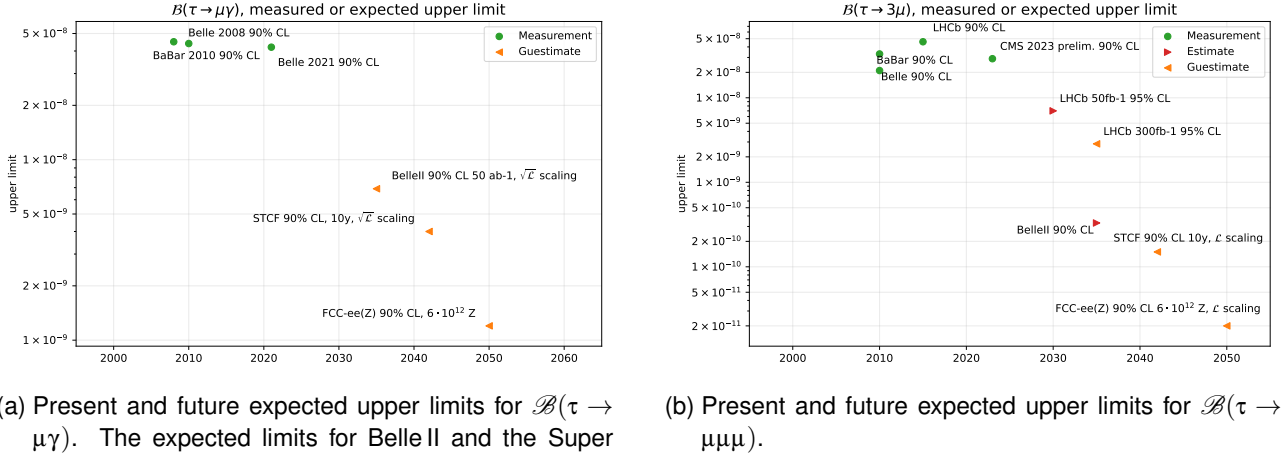 ℬ(τ→μγ), measured or expected upper limit
5 × 10⁻⁸
2 × 10⁻⁸
1 × 10⁻⁸
5 × 10⁻⁹
2 × 10⁻⁹
1 × 10⁻⁹
upper limit
Belle 2008 90% CL
BaBar 2010 90% CL
Belle 2021 90% CL
Measurement
Guestimate
BelleII 90% CL 50 ab-1, √ℒ scaling
STCF 90% CL, 10y, √ℒ scaling
FCC-ee(Z) 90% CL, 6·10¹² Z
2000 2010 2020 2030 2040 2050 2060
ℬ(τ→3μ), measured or expected upper limit
5 × 10⁻⁸
2 × 10⁻⁸
1 × 10⁻⁸
5 × 10⁻⁹
2 × 10⁻⁹
1 × 10⁻⁹
5 × 10⁻¹⁰
2 × 10⁻¹⁰
1 × 10⁻¹⁰
5 × 10⁻¹¹
2 × 10⁻¹¹
upper limit
LHCb 90% CL
CMS 2023 prelim. 90% CL
BaBar 90% CL
Belle 90% CL
Measurement
Estimate
Guestimate
LHCb 50fb-1 95% CL
LHCb 300fb-1 95% CL
BelleII 90% CL
STCF 90% CL 10y, ℒ scaling
FCC-ee(Z) 90% CL 6·10¹² Z, ℒ scaling
2000 2010 2020 2030 2040 2050
(a) Present and future expected upper limits for ℬ(τ →
μγ). The expected limits for Belle II and the Super
(b) Present and future expected upper limits for ℬ(τ →
μμμ).